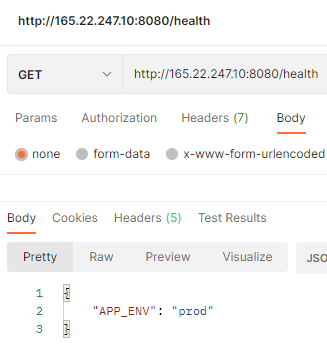 http://165.22.247.10:8080/health
GET http://165.22.247.10:8080/health
Params Authorization Headers (7) Body
none form-data x-www-form-urlencoded
Body Cookies Headers (5) Test Results
Pretty Raw Preview Visualize JSO
1 {
2 "APP_ENV": "prod"
3 }